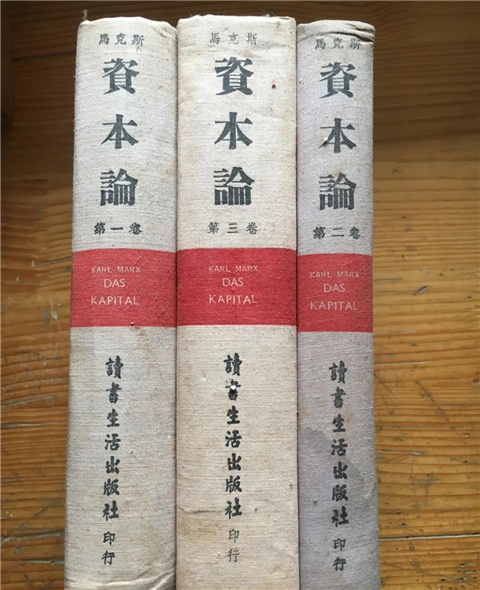 馬克斯
資本論
第一卷
KARL MARX
DAS
KAPITAL
讀書生活出版社
印行
馬克斯
資本論
第三卷
KARL MARX
DAS
KAPITAL
讀書生活出版社
印行
馬克斯
資本論
第二卷
KARL MARX
DAS
KAPITAL
讀書生活出版社
印行